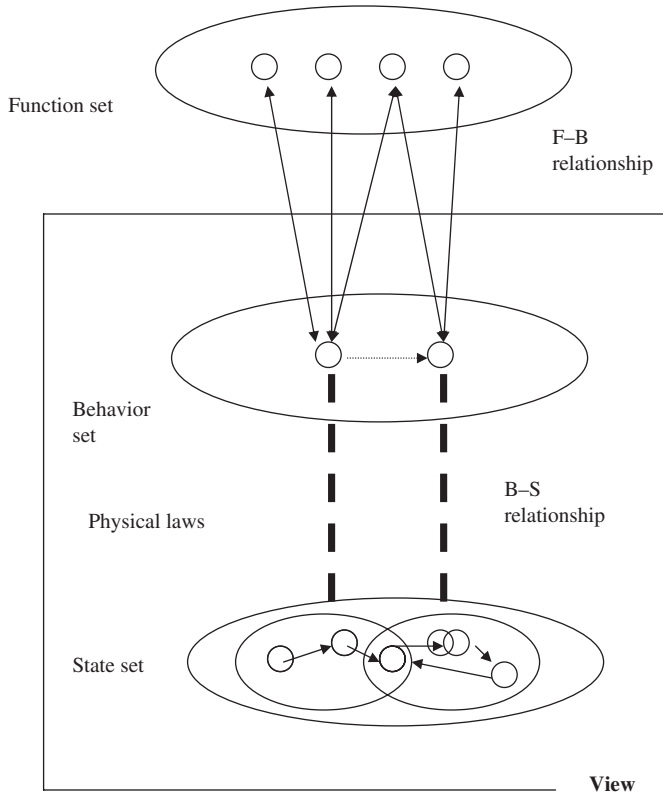 Function set
F–B
relationship
Behavior
set
Physical laws
B–S
relationship
State set
View